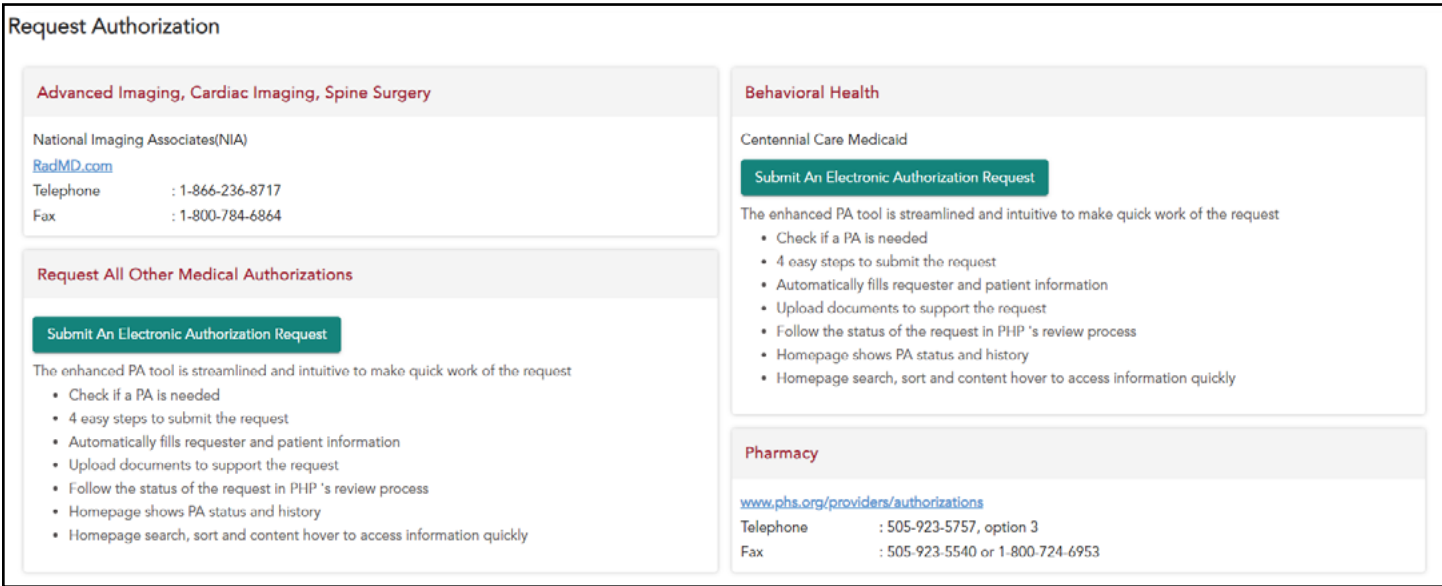 Request Authorization
Advanced Imaging, Cardiac Imaging, Spine Surgery
National Imaging Associates(NIA)
RadMD.com
Telephone : 1-866-236-8717
Fax : 1-800-784-6864
Request All Other Medical Authorizations
Submit An Electronic Authorization Request
The enhanced PA tool is streamlined and intuitive to make quick work of the request
• Check if a PA is needed
• 4 easy steps to submit the request
• Automatically fills requester and patient information
• Upload documents to support the request
• Follow the status of the request in PHP 's review process
• Homepage shows PA status and history
• Homepage search, sort and content hover to access information quickly
Behavioral Health
Centennial Care Medicaid
Submit An Electronic Authorization Request
The enhanced PA tool is streamlined and intuitive to make quick work of the request
• Check if a PA is needed
• 4 easy steps to submit the request
• Automatically fills requester and patient information
• Upload documents to support the request
• Follow the status of the request in PHP 's review process
• Homepage shows PA status and history
• Homepage search, sort and content hover to access information quickly
Pharmacy
www.phs.org/providers/authorizations
Telephone : 505-923-5757, option 3
Fax : 505-923-5540 or 1-800-724-6953